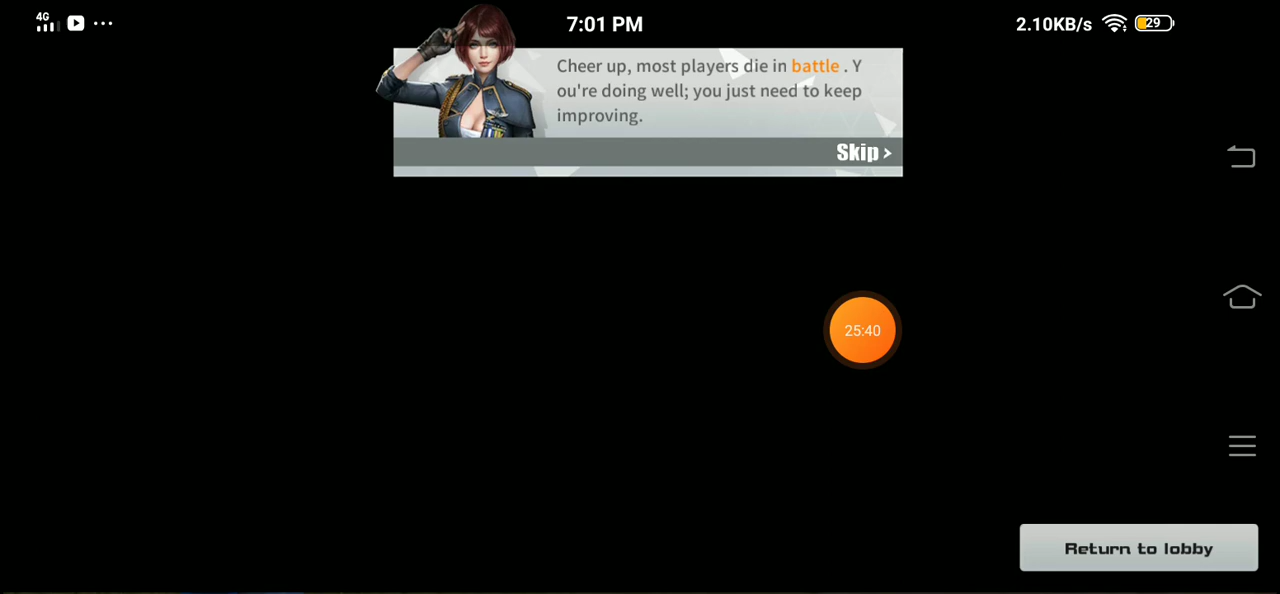 4G
7:01 PM
2.10KB/s
29
Cheer up, most players die in battle . Y
ou're doing well; you just need to keep
improving.
Skip >
25:40
Return to lobby